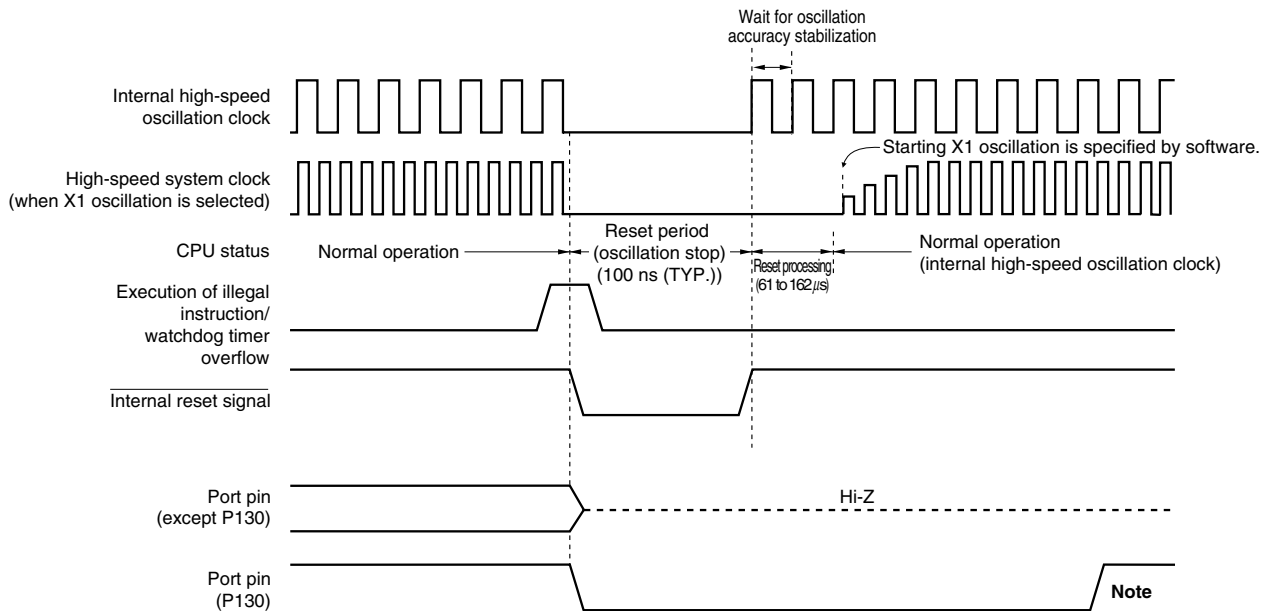 Wait for oscillation
accuracy stabilization
Internal high-speed
oscillation clock
Starting X1 oscillation is specified by software.
High-speed system clock
(when X1 oscillation is selected)
CPU status
Normal operation
Reset period
(oscillation stop)
(100 ns (TYP.))
Reset processing
(61 to 162 μs)
Normal operation
(internal high-speed oscillation clock)
Execution of illegal
instruction/
watchdog timer
overflow
Internal reset signal
Port pin
(except P130)
Hi-Z
Port pin
(P130)
Note